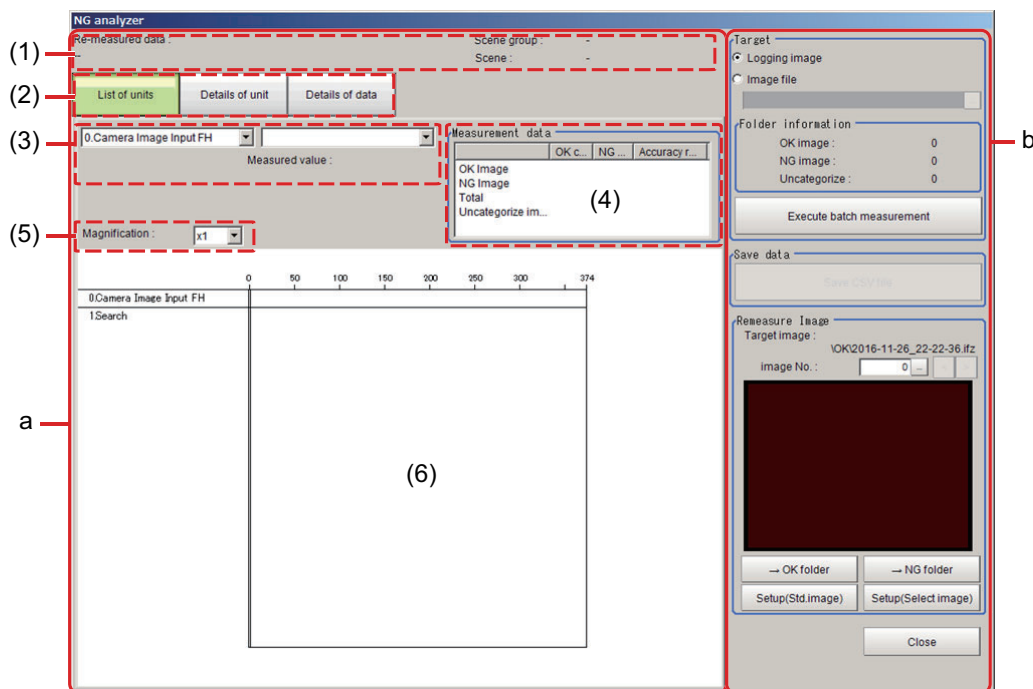 NG analyzer
Re-measured data :
Scene group : -
(1)
–
Scene : -
(2)
List of units
Details of unit
Details of data
(3)
0.Camera Image Input FH
Measured value :
Measurement data
OK c... NG ... Accuracy r...
OK Image
NG Image
Total
Uncategorize im...
(4)
(5)
Magnification :
x1
0 50 100 150 200 250 300 374
0.Camera Image Input FH
1.Search
(6)
a
Target
Logging image
Image file
Folder information
OK image : 0
NG image : 0
Uncategorize : 0
b
Execute batch measurement
Save data
Save CSV file
Remeasure Image
Target image :
\OK\2016-11-26_22-22-36.ifz
image No. : 0 ...
< >
→ OK folder
→ NG folder
Setup(Std.image)
Setup(Select image)
Close